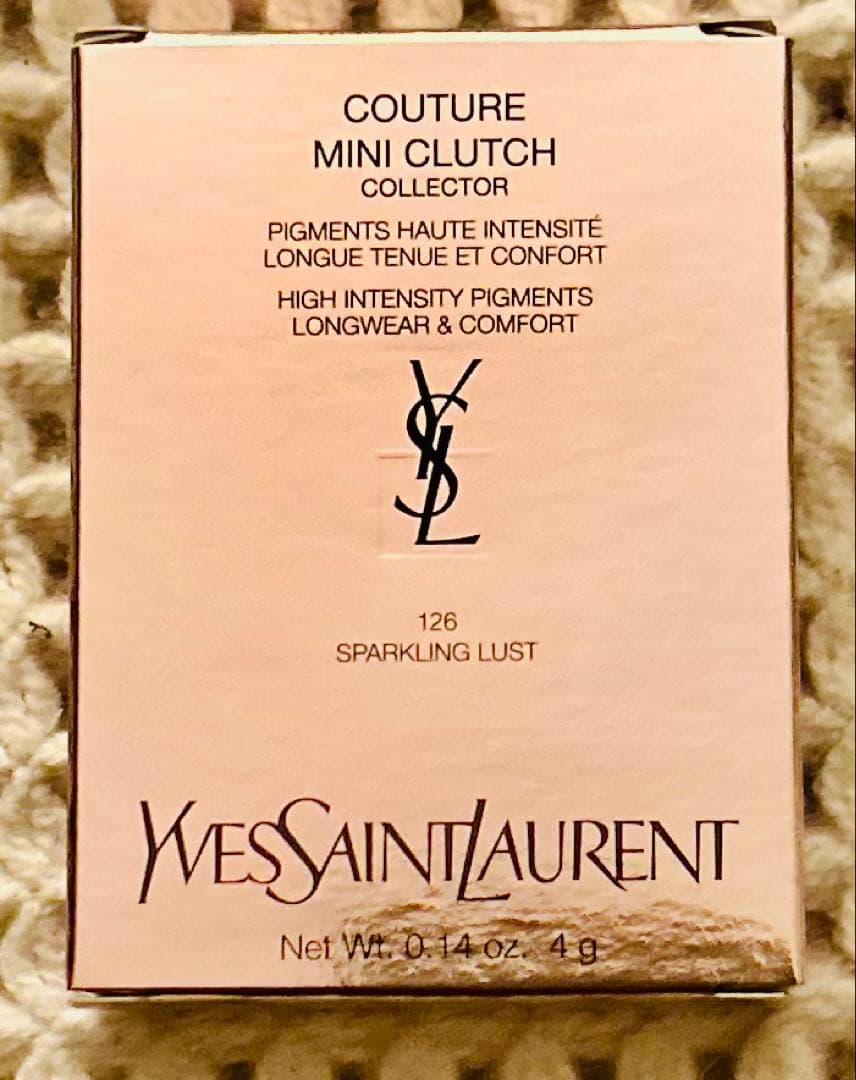 COUTURE
MINI CLUTCH
COLLECTOR
PIGMENTS HAUTE INTENSITÉ
LONGUE TENUE ET CONFORT
HIGH INTENSITY PIGMENTS
LONGWEAR & COMFORT
YSL
126
SPARKLING LUST
YVESSAINTLAURENT
Net Wt. 0.14 oz. 4 g